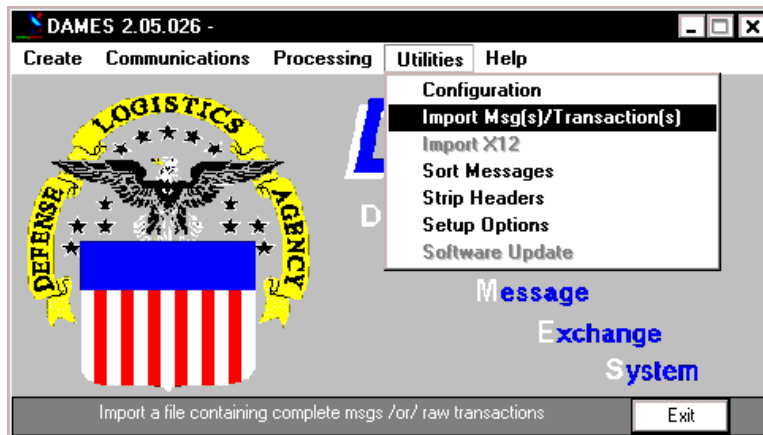 DAMES 2.05.026 -
Create Communications Processing Utilities Help
Configuration
Import Msg(s)/Transaction(s)
Import X12
Sort Messages
Strip Headers
Setup Options
Software Update
DEFENSE LOGISTICS AGENCY
D
D
Message
Exchange
System
Import a file containing complete msgs /or/ raw transactions
Exit